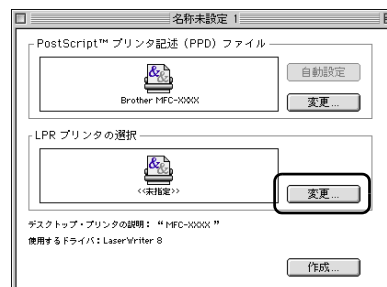 名称未設定 1
PostScript™ プリンタ記述 (PPD) ファイル
自動設定
Brother MFC-XXXX
変更...
LPR プリンタの選択
<<未指定>>
変更...
デスクトップ・プリンタの説明： “ MFC-XXXX ”
使用するドライバ：LaserWriter 8
作成...